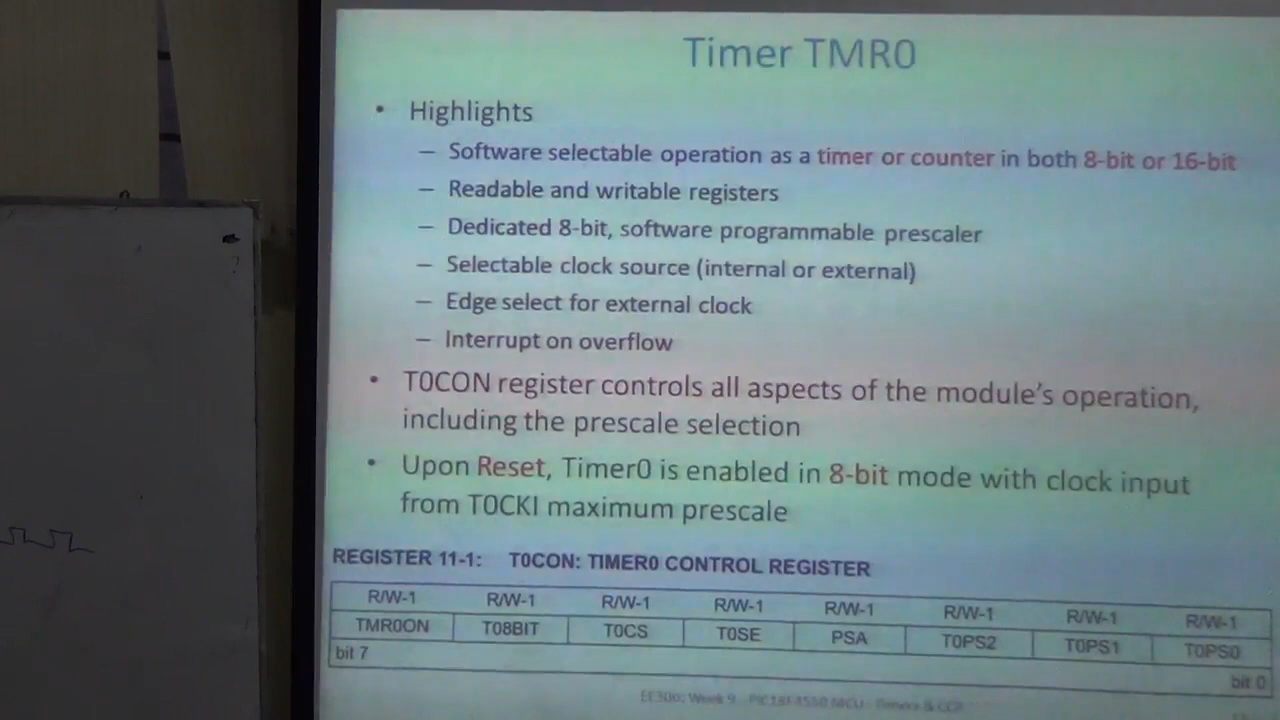 Timer TMR0
• Highlights
– Software selectable operation as a timer or counter in both 8-bit or 16-bit
– Readable and writable registers
– Dedicated 8-bit, software programmable prescaler
– Selectable clock source (internal or external)
– Edge select for external clock
– Interrupt on overflow
• T0CON register controls all aspects of the module's operation,
including the prescale selection
• Upon Reset, Timer0 is enabled in 8-bit mode with clock input
from T0CKI maximum prescale
REGISTER 11-1: T0CON: TIMER0 CONTROL REGISTER
R/W-1 R/W-1 R/W-1 R/W-1 R/W-1 R/W-1 R/W-1 R/W-1
TMR0ON T08BIT T0CS T0SE PSA T0PS2 T0PS1 T0PS0
bit 7 bit 0
Week 9 Timers & CCP